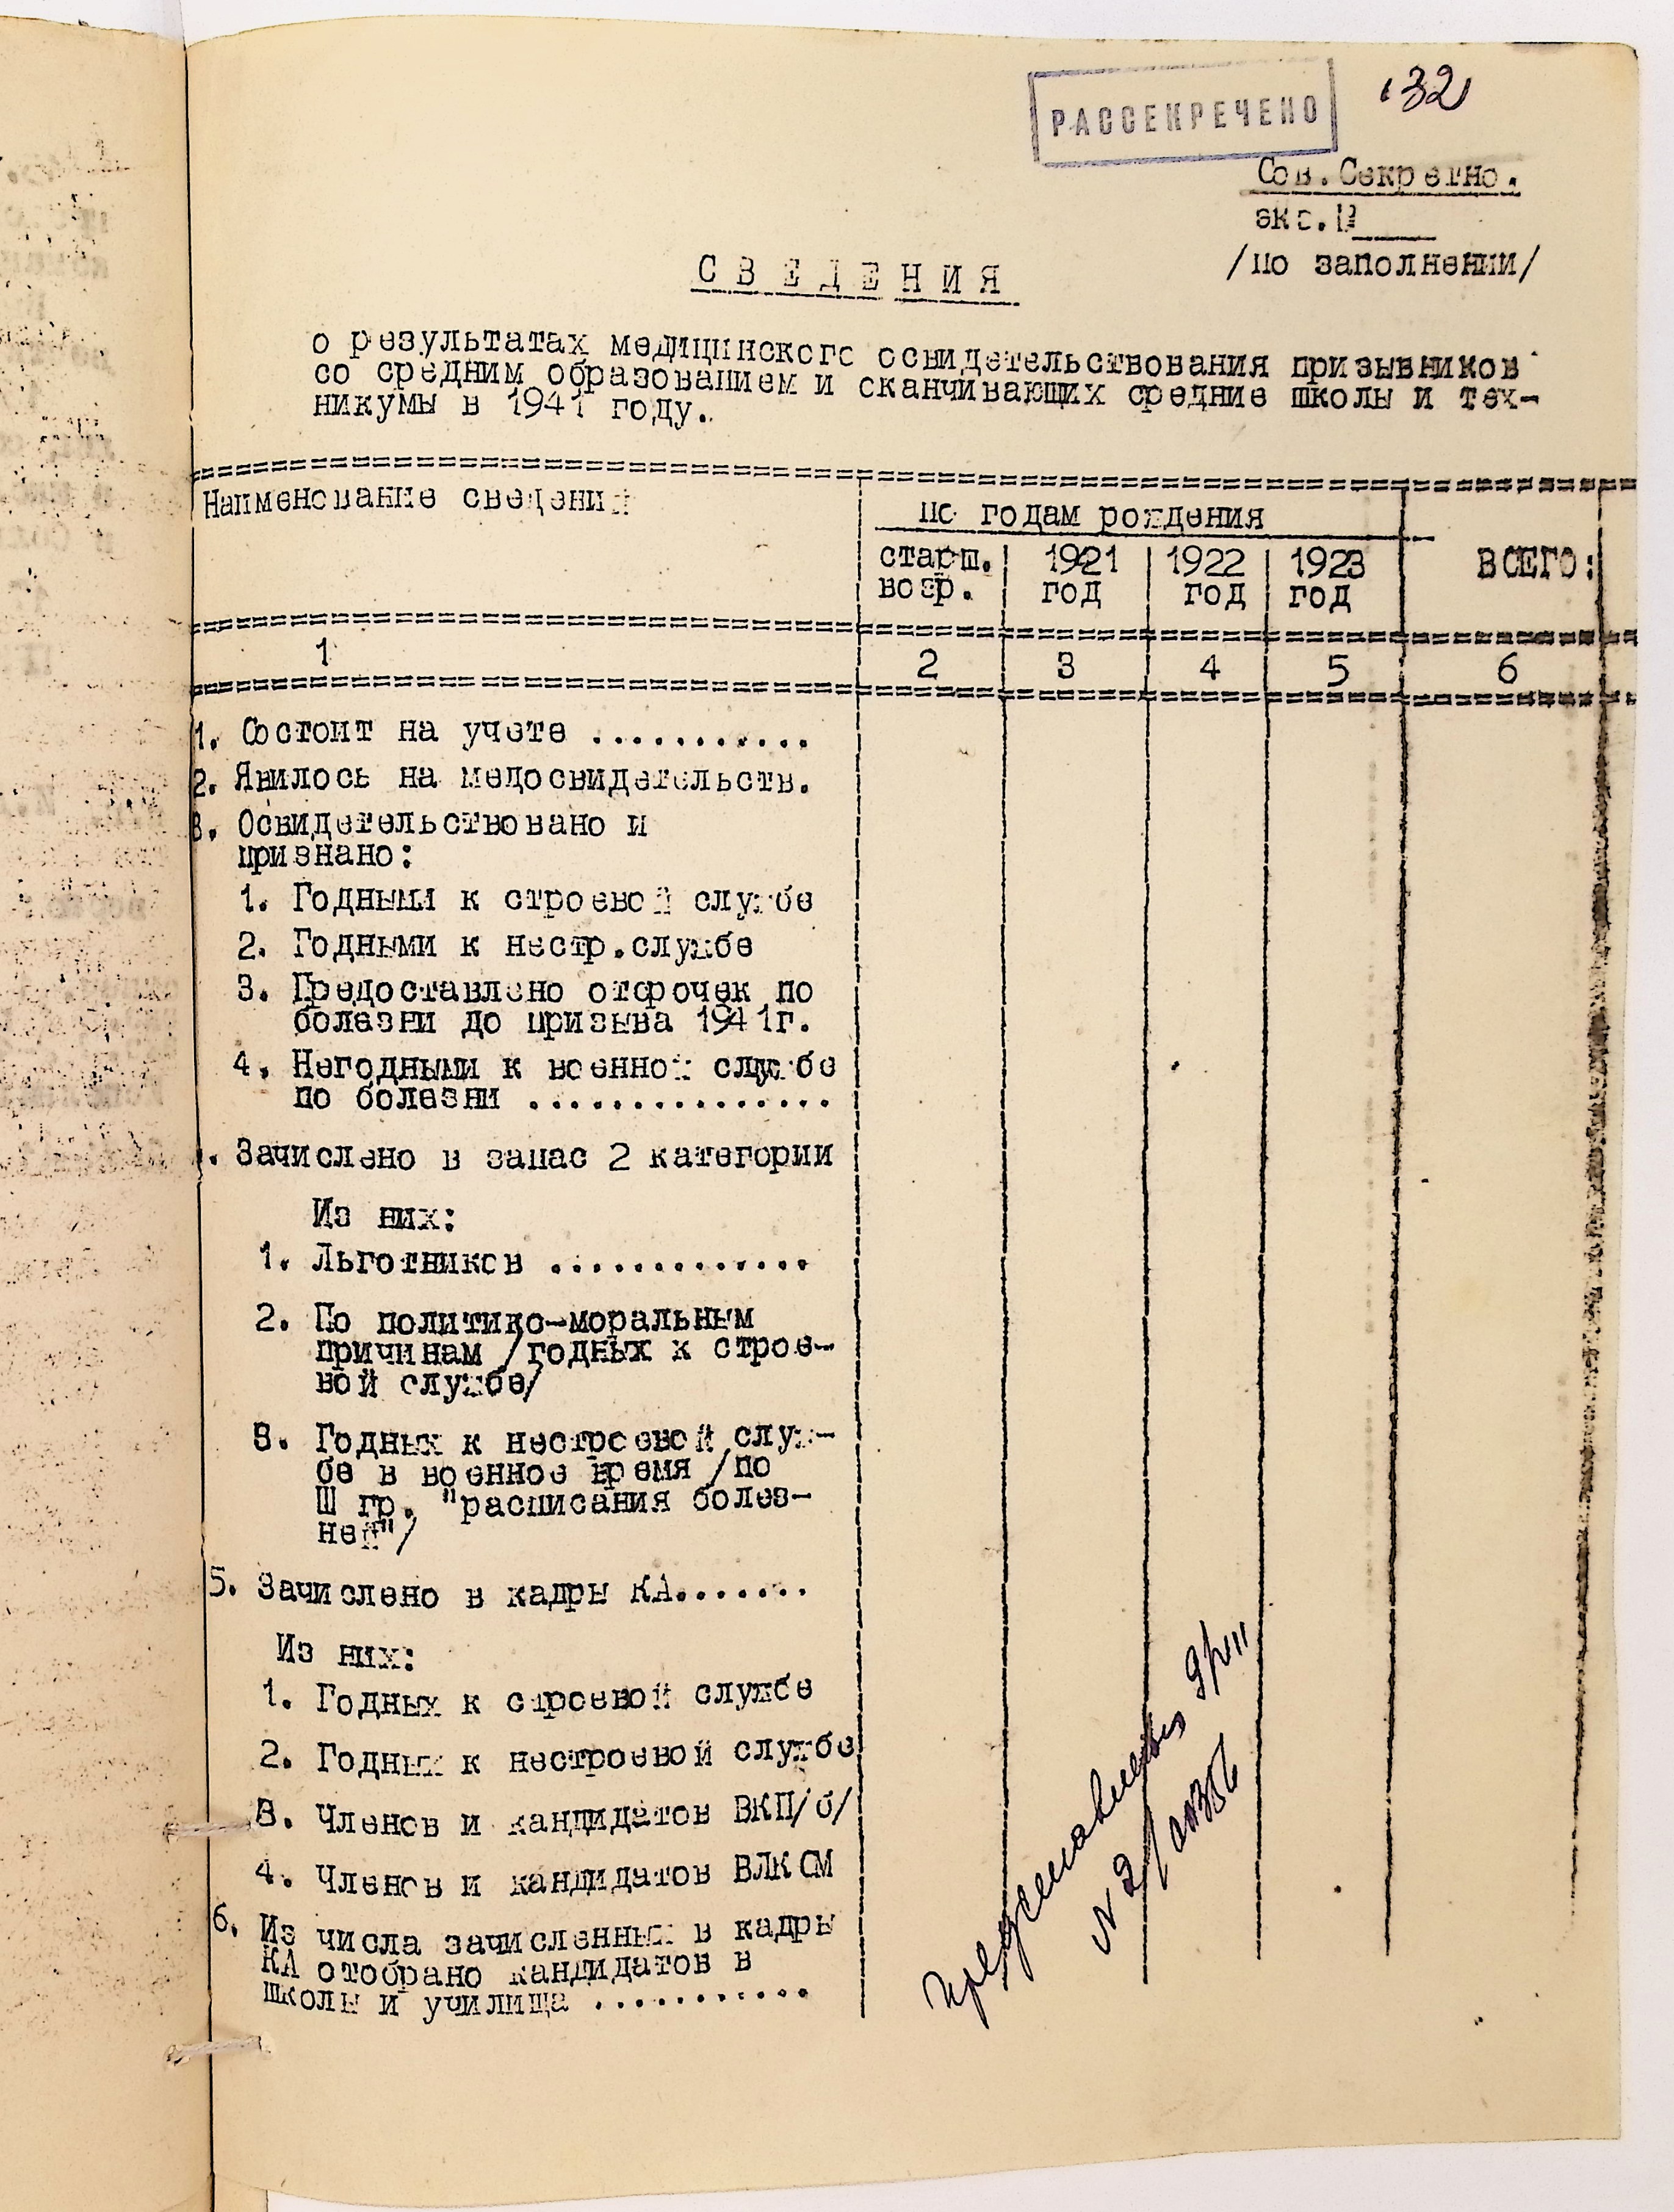 РАССЕКРЕЧЕНО
132
Сов.Секретно.
экс.№____
/по заполнении/
СВЕДЕНИЯ
о результатах медицинского освидетельствования призывников
со средним образованием и сканчивающих средние школы и тех-
никумы в 1941 году.
Наименование сведений
по годам рождения
старш. 1921 1922 1923 ВСЕГО:
возр. год год год
1 2 3 4 5 6
1. Состоит на учете ...........
2. Явилось на медосвидетельств.
3. Освидетельствовано и
признано:
1. Годными к строевой службе
2. Годными к нестр.службе
3. Предоставлено отсрочек по
болезни до призыва 1941г.
4. Негодными к военной службе
по болезни ...............
. Зачислено в запас 2 категории
Из них:
1. Льготников .............
2. По политико-моральным
причинам /годных к строе-
вой службе/
3. Годных к нестроевой служ-
бе в военное время /по
Ш гр. "расписания болез-
ней"/
5. Зачислено в кадры КА.......
Из них:
1. Годных к строевой службе
2. Годных к нестроевой службе
3. Членов и кандидатов ВКП/б/
4. Членов и кандидатов ВЛКСМ
6. Из числа зачисленных в кадры
КА отобрано кандидатов в
школы и училища ...........
№ 2/